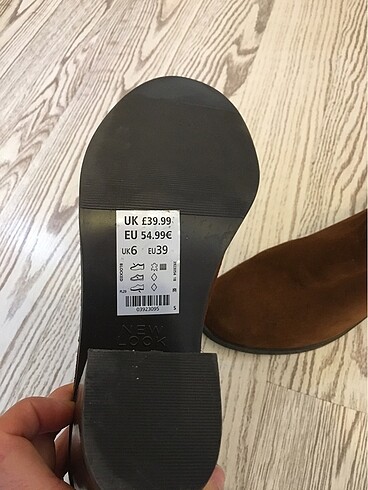 UK £39.99
EU 54.99€
UK6 EU39
03923095 S
NEW
LOOK